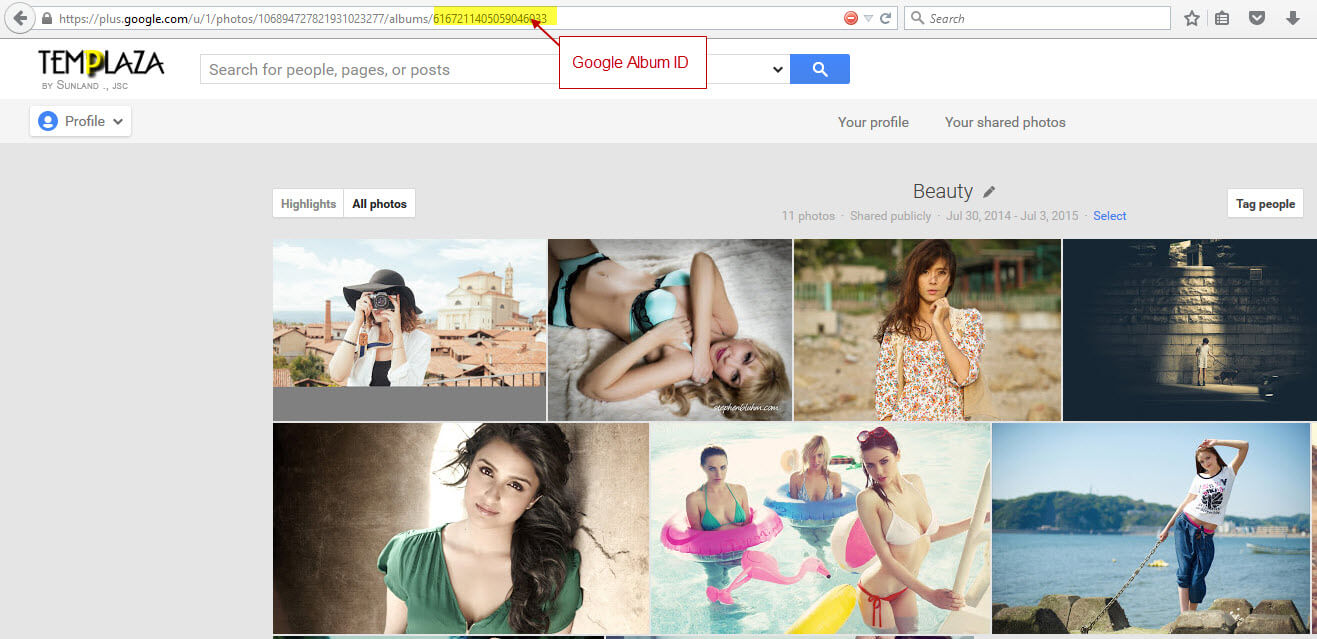 https://plus.google.com/u/1/photos/106894727821931023277/albums/6167211405059046033
Search
Google Album ID
TEMPLAZA
BY SUNLAND ., JSC
Search for people, pages, or posts
Profile
Your profile
Your shared photos
Highlights
All photos
Beauty
11 photos · Shared publicly · Jul 30, 2014 - Jul 3, 2015 · Select
Tag people
stephenbluhm.com